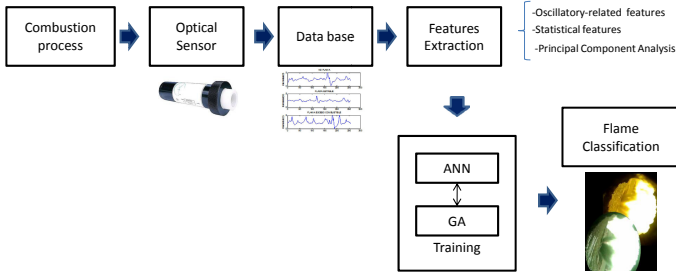 Combustion
process
Optical
Sensor
Data base
Features
Extraction
-Oscillatory-related features
-Statistical features
-Principal Component Analysis
ANN
GA
Training
Flame
Classification